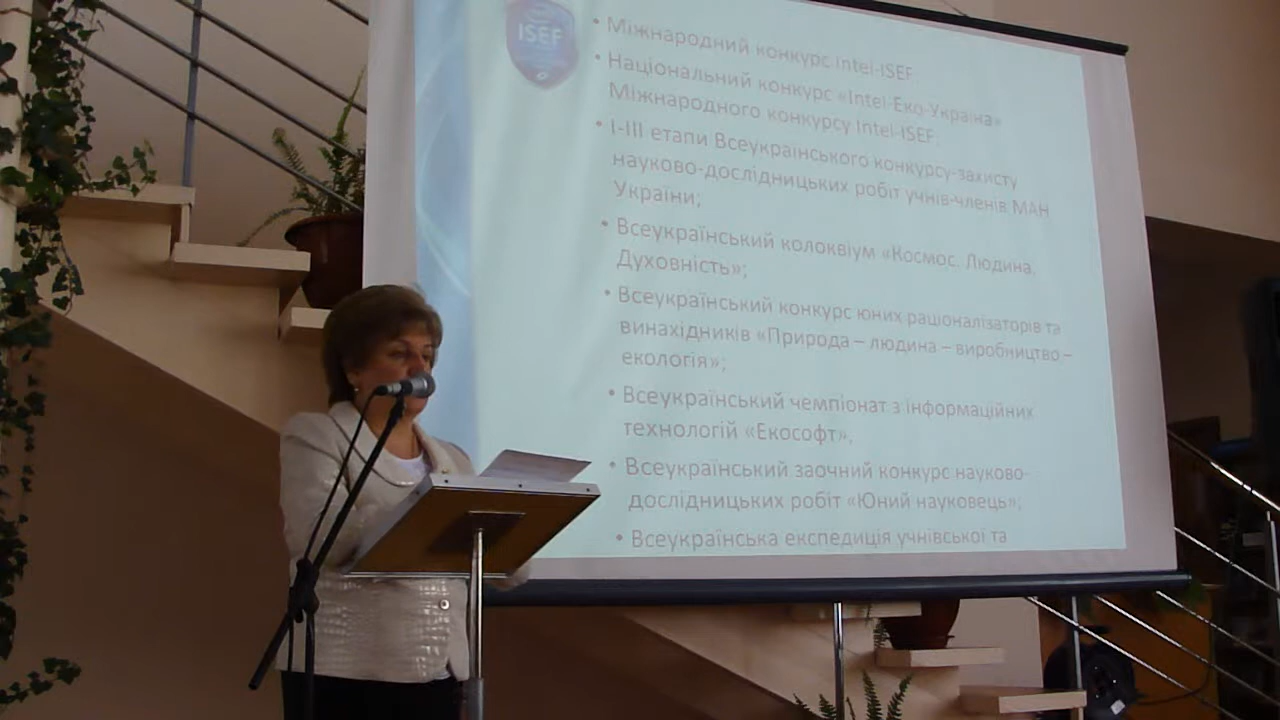 ISEF
• Міжнародний конкурс Intel-ISEF
• Національний конкурс «Intel-Еко-Україна»
Міжнародного конкурсу Intel-ISEF;
• I-III етапи Всеукраїнського конкурсу-захисту
науково-дослідницьких робіт учнів-членів МАН
України;
• Всеукраїнський колоквіум «Космос. Людина.
Духовність»;
• Всеукраїнський конкурс юних раціоналізаторів та
винахідників «Природа – людина – виробництво –
екологія»;
• Всеукраїнський чемпіонат з інформаційних
технологій «Екософт»,
• Всеукраїнський заочний конкурс науково-
дослідницьких робіт «Юний науковець»;
• Всеукраїнська експедиція учнівської та